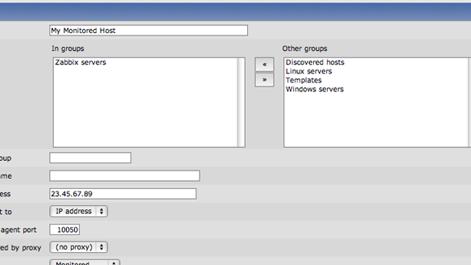 My Monitored Host
In groups
Other groups
Zabbix servers
«
»
Discovered hosts
Linux servers
Templates
Windows servers
oup
ame
ess
23.45.67.89
t to
IP address
agent port
10050
ed by proxy
(no proxy)
Monitored